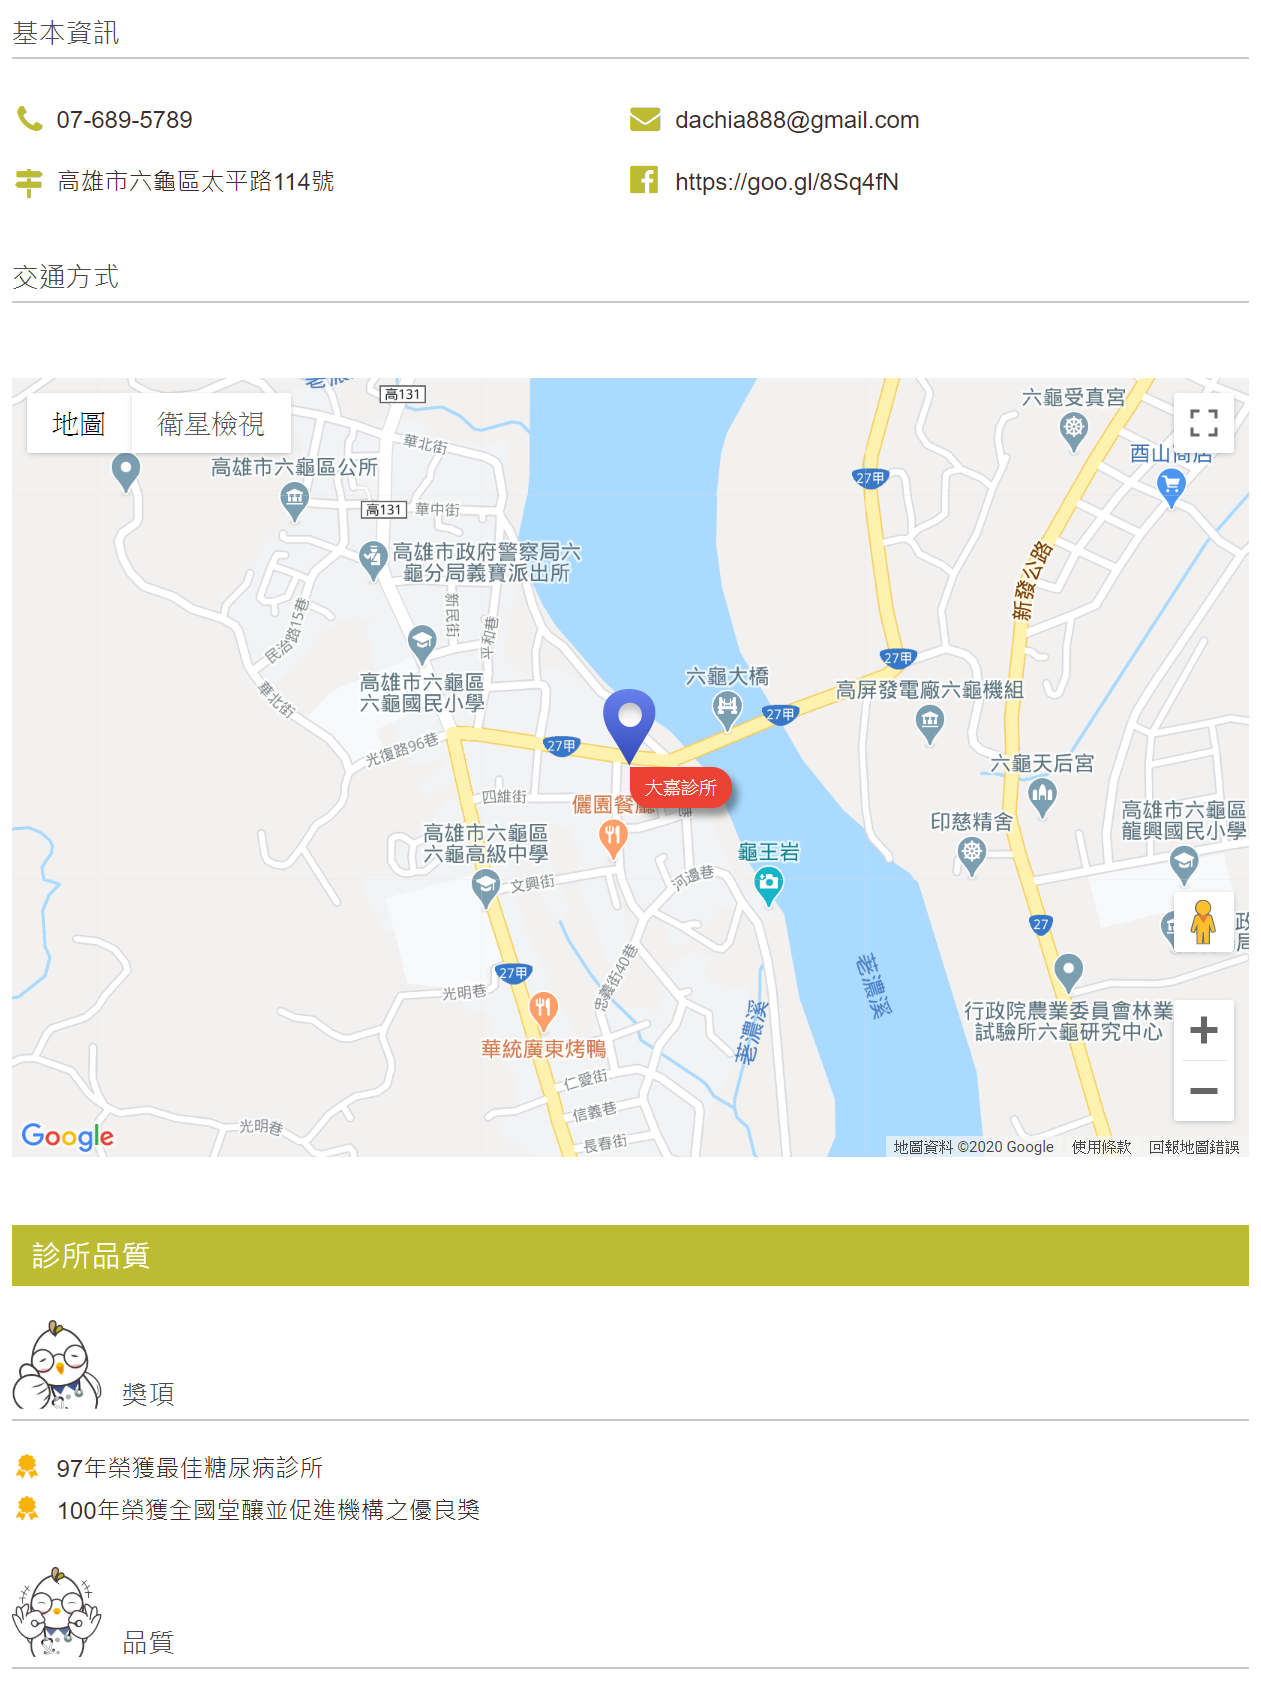 基本資訊
07-689-5789
dachia888@gmail.com
高雄市六龜區太平路114號
https://goo.gl/8Sq4fN
交通方式
高131
地圖
衛星檢視
六龜受真宮
華北街
酉山商店
高雄市六龜區公所
27甲
高131
華中街
高雄市政府警察局六
龜分局義寶派出所
新發公路
民治路15巷
新民街
平和巷
高雄市六龜區
六龜國民小學
華北街
六龜大橋
27甲
高屏發電廠六龜機組
27甲
光復路96巷
27甲
六龜天后宮
大嘉診所
四維街
儷園餐廳
高雄市六龜區
龍興國民小學
印慈精舍
高雄市六龜區
六龜高級中學
龜王岩
文興街
河邊巷
27
27甲
忠義街40巷
荖濃溪
光明巷
荖濃溪
行政院農業委員會林業
試驗所六龜研究中心
華統廣東烤鴨
仁愛街
信義巷
光明巷
長春街
Google
地圖資料 ©2020 Google
使用條款
回報地圖錯誤
診所品質
獎項
97年榮獲最佳糖尿病診所
100年榮獲全國堂釀並促進機構之優良獎
品質